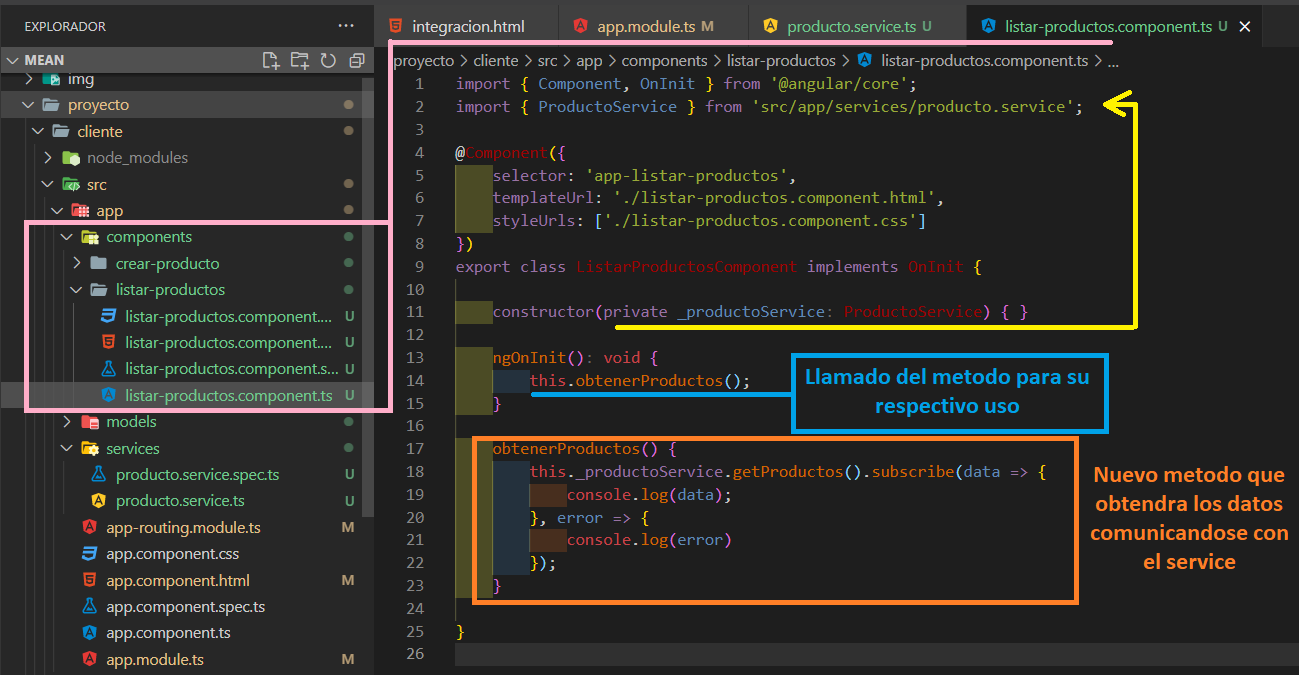 EXPLORADOR
MEAN
img
proyecto
cliente
node_modules
src
app
components
crear-producto
listar-productos
listar-productos.component.... U
listar-productos.component.... U
listar-productos.component.s... U
listar-productos.component.ts U
models
services
producto.service.spec.ts U
producto.service.ts U
app-routing.module.ts M
app.component.css
app.component.html M
app.component.spec.ts
app.component.ts
app.module.ts M
integracion.html app.module.ts M producto.service.ts U listar-productos.component.ts U
proyecto > cliente > src > app > components > listar-productos > listar-productos.component.ts > ...
1 import { Component, OnInit } from '@angular/core';
2 import { ProductoService } from 'src/app/services/producto.service';
3
4 @Component({
5 selector: 'app-listar-productos',
6 templateUrl: './listar-productos.component.html',
7 styleUrls: ['./listar-productos.component.css']
8 })
9 export class ListarProductosComponent implements OnInit {
10
11 constructor(private _productoService: ProductoService) { }
12
13 ngOnInit(): void {
14 this.obtenerProductos();
15 }
16
17 obtenerProductos() {
18 this._productoService.getProductos().subscribe(data => {
19 console.log(data);
20 }, error => {
21 console.log(error)
22 });
23 }
24
25 }
26
Llamado del metodo para su
respectivo uso
Nuevo metodo que
obtendra los datos
comunicandose con
el service